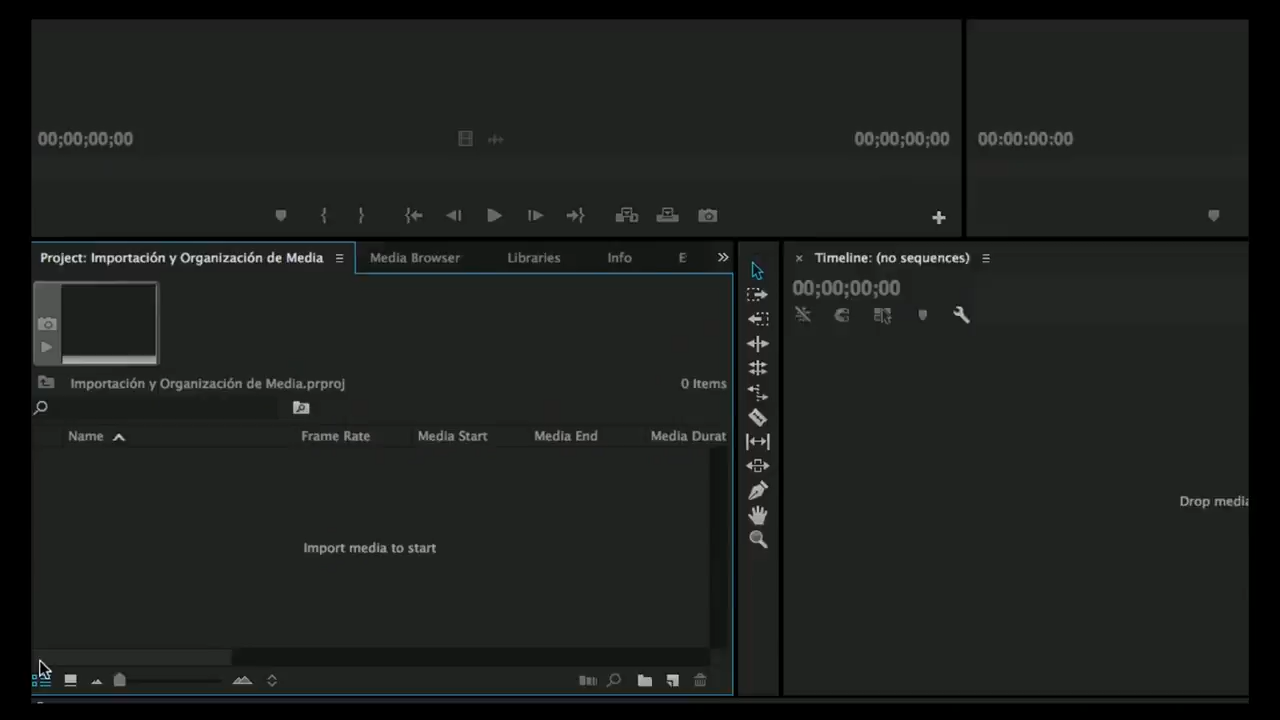 00;00;00;00
00;00;00;00
00:00:00:00
Project: Importación y Organización de Media
Media Browser
Libraries
Info
E
Timeline: (no sequences)
00;00;00;00
Importación y Organización de Media.prproj
0 Items
Name
Frame Rate
Media Start
Media End
Media Durat
Import media to start
Drop media